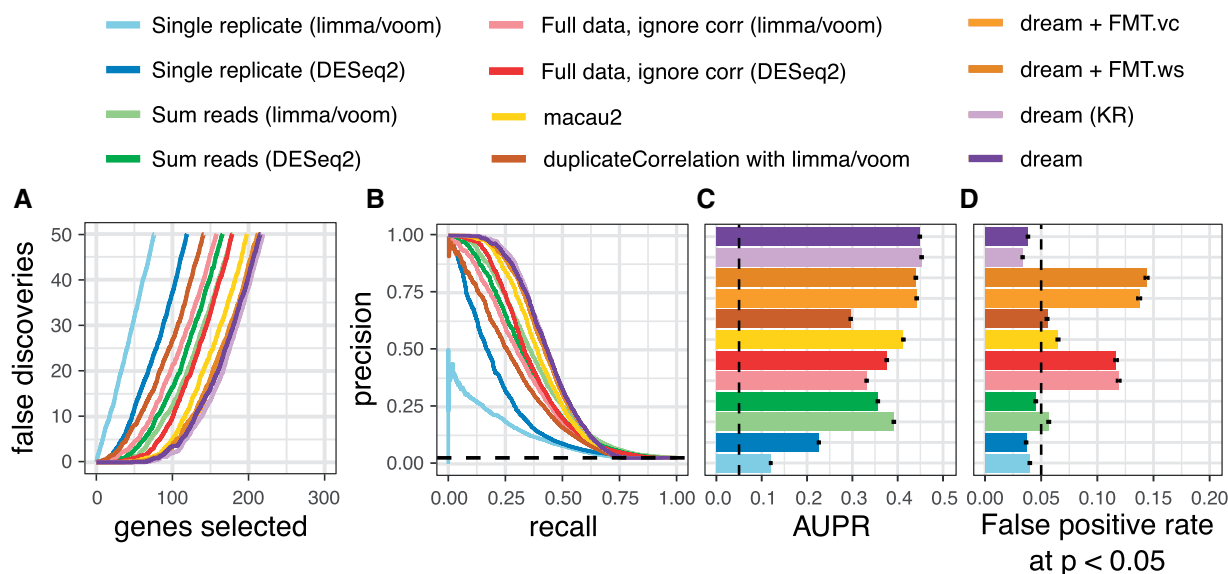 Single replicate (limma/voom)
Single replicate (DESeq2)
Sum reads (limma/voom)
Sum reads (DESeq2)
Full data, ignore corr (limma/voom)
Full data, ignore corr (DESeq2)
macau2
duplicateCorrelation with limma/voom
dream + FMT.vc
dream + FMT.ws
dream (KR)
dream
A
false discoveries
50
40
30
20
10
0
0 100 200 300
genes selected
B
precision
1.00
0.75
0.50
0.25
0.00
0.00 0.25 0.50 0.75 1.00
recall
C
0.0 0.1 0.2 0.3 0.4 0.5
AUPR
D
0.00 0.05 0.10 0.15 0.20
False positive rate
at p < 0.05